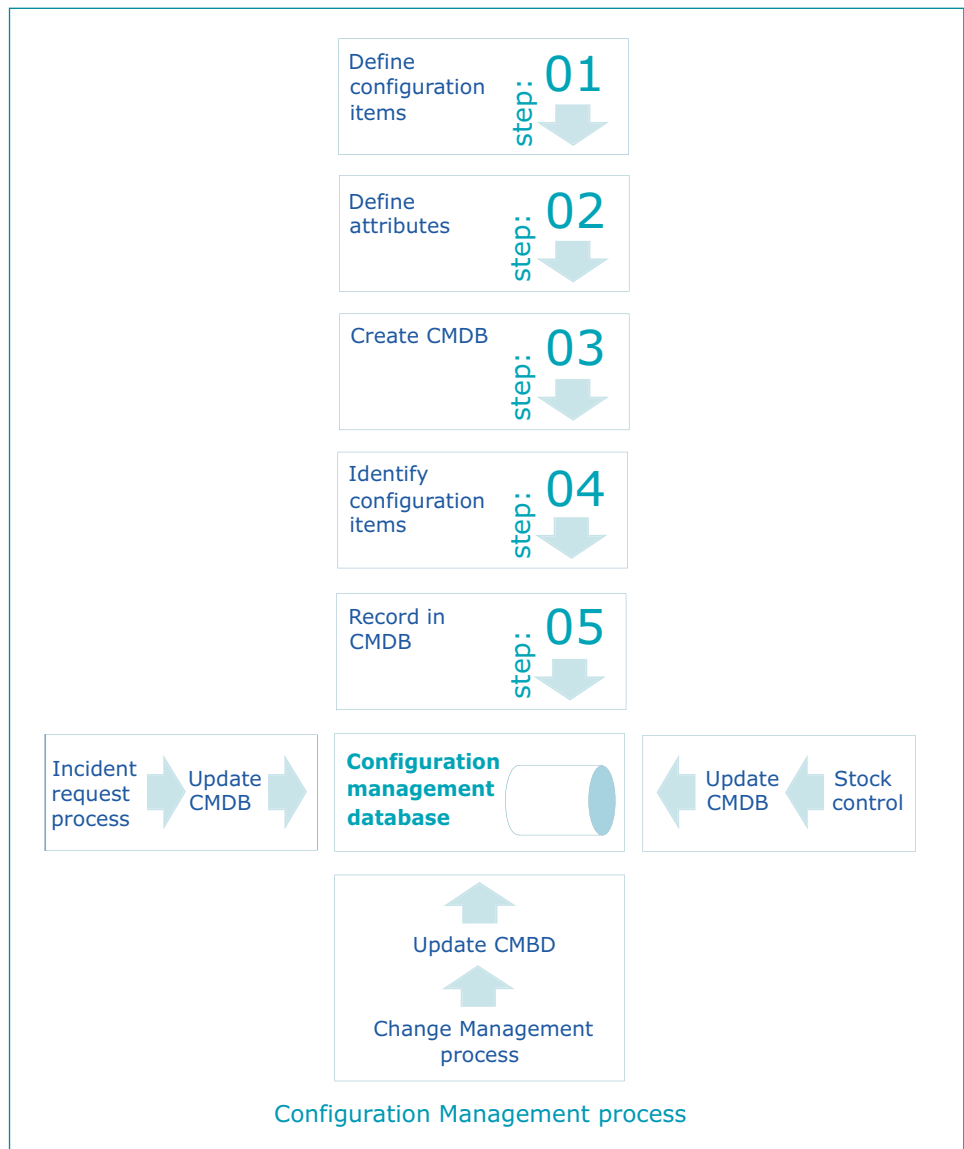 Define
configuration
items
step:
01
Define
attributes
step:
02
Create CMDB
step:
03
Identify
configuration
items
step:
04
Record in
CMDB
step:
05
Incident
request
process
Update
CMDB
Configuration
management
database
Update
CMDB
Stock
control
Update CMBD
Change Management
process
Configuration Management process